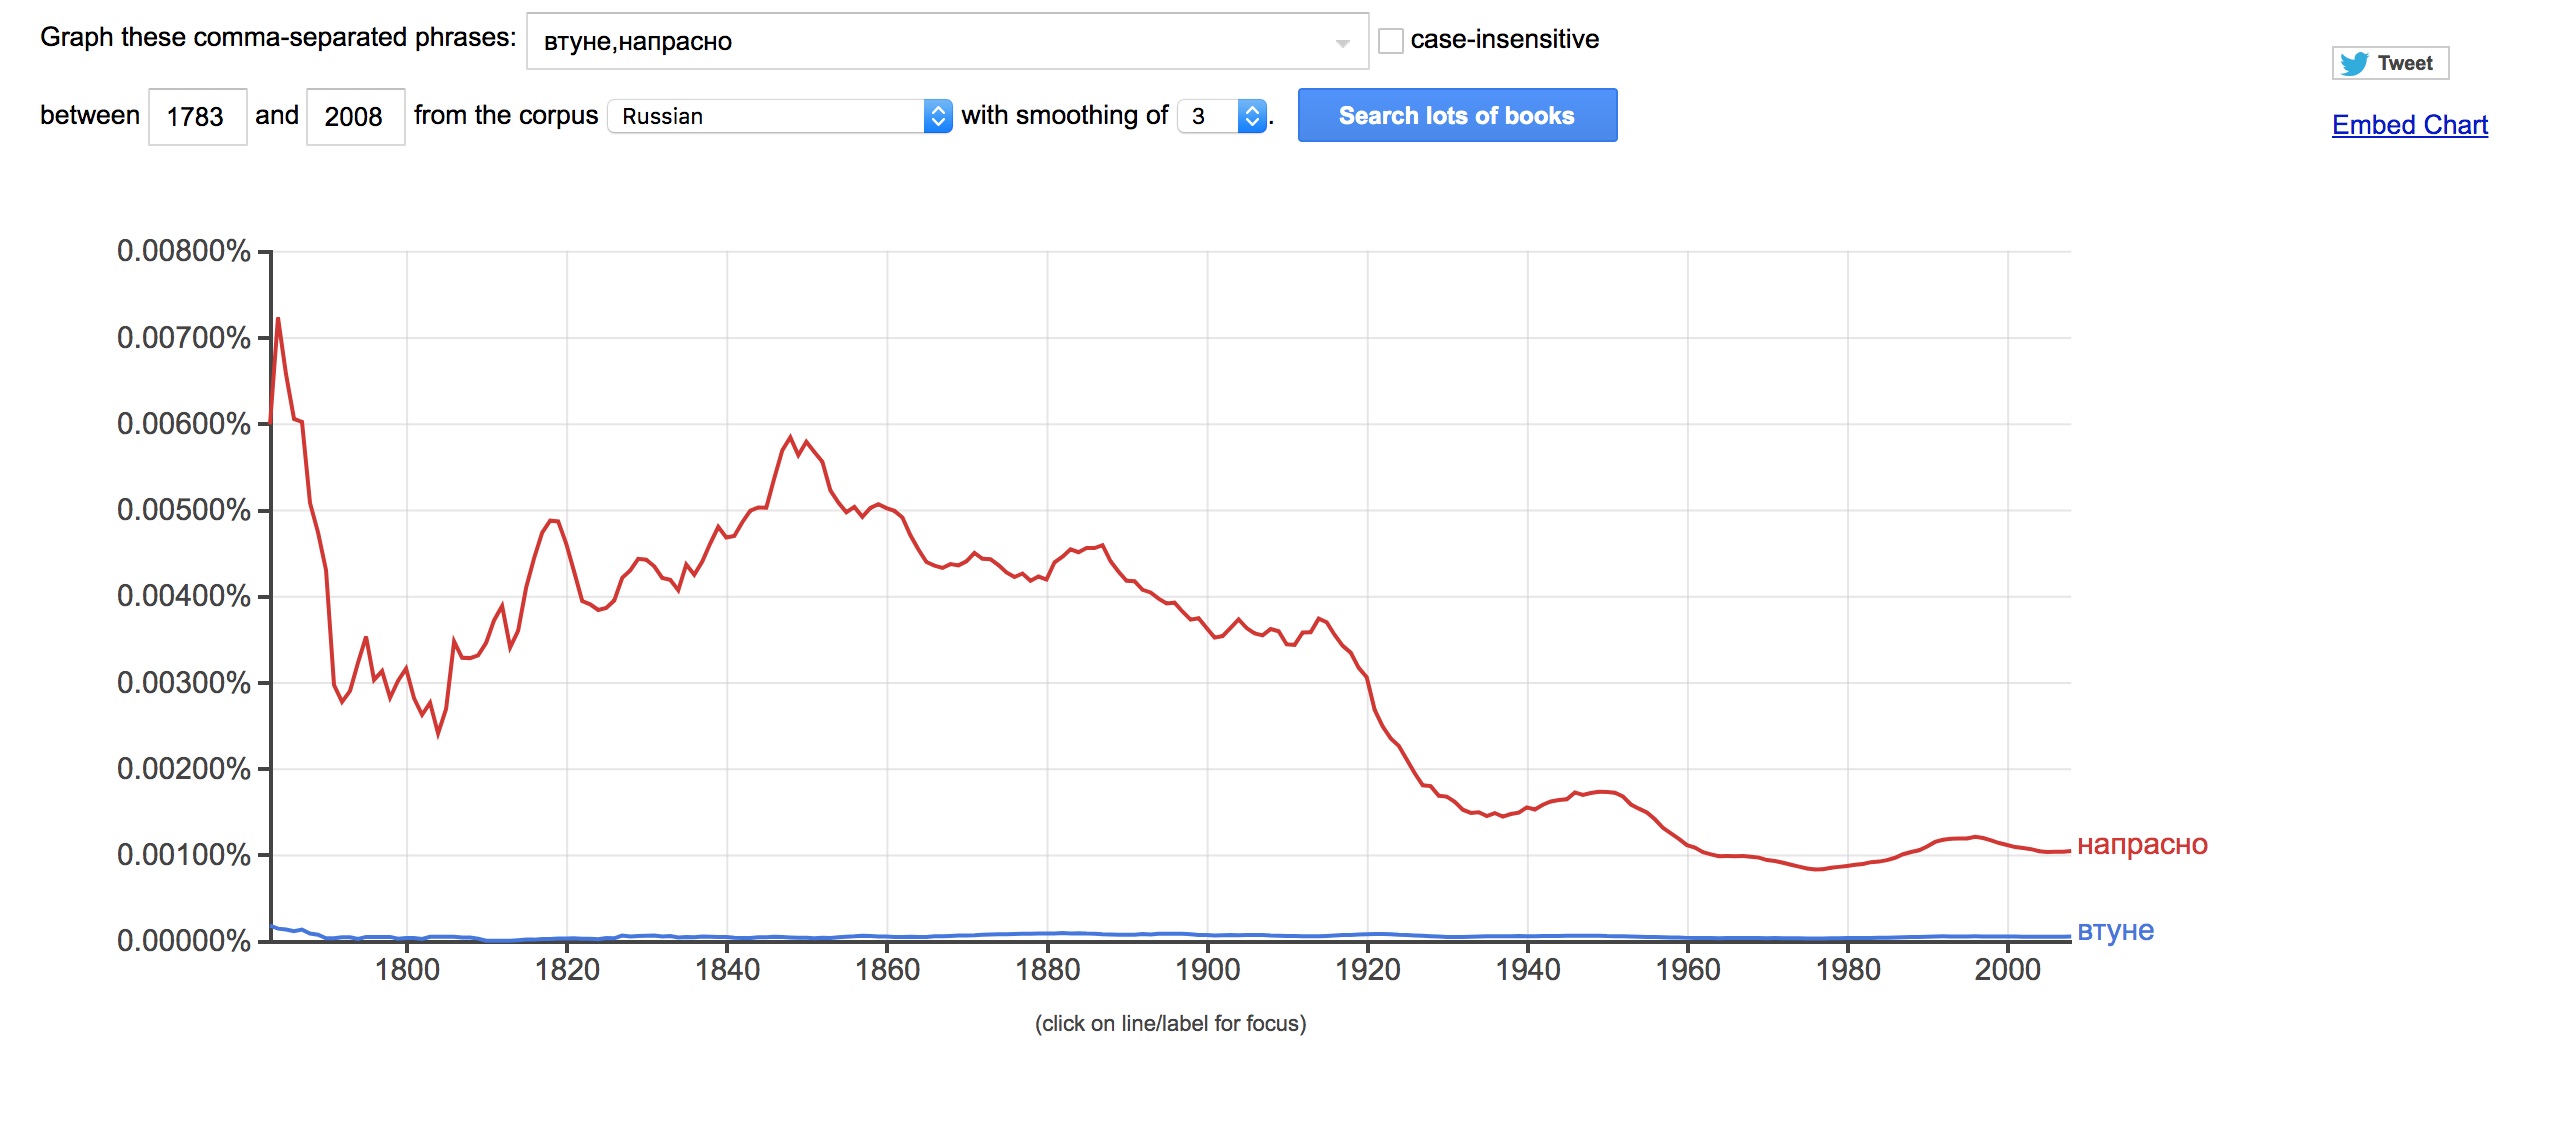 Graph these comma-separated phrases: втуне,напрасно case-insensitive
Tweet
between 1783 and 2008 from the corpus Russian with smoothing of 3 . Search lots of books
Embed Chart
0.00800%
0.00700%
0.00600%
0.00500%
0.00400%
0.00300%
0.00200%
0.00100%
напрасно
0.00000%
втуне
1800 1820 1840 1860 1880 1900 1920 1940 1960 1980 2000
(click on line/label for focus)